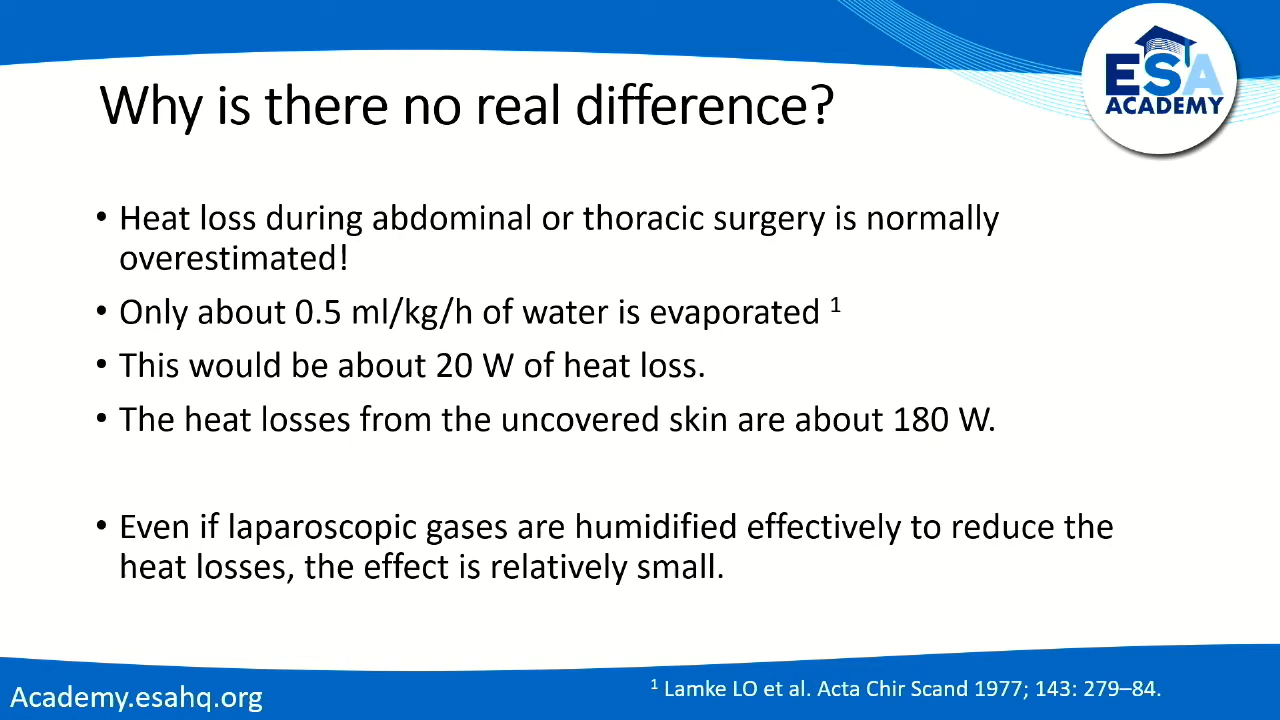 ESA
ACADEMY
Why is there no real difference?
• Heat loss during abdominal or thoracic surgery is normally
overestimated!
• Only about 0.5 ml/kg/h of water is evaporated ¹
• This would be about 20 W of heat loss.
• The heat losses from the uncovered skin are about 180 W.
• Even if laparoscopic gases are humidified effectively to reduce the
heat losses, the effect is relatively small.
¹ Lamke LO et al. Acta Chir Scand 1977; 143: 279–84.
Academy.esahq.org